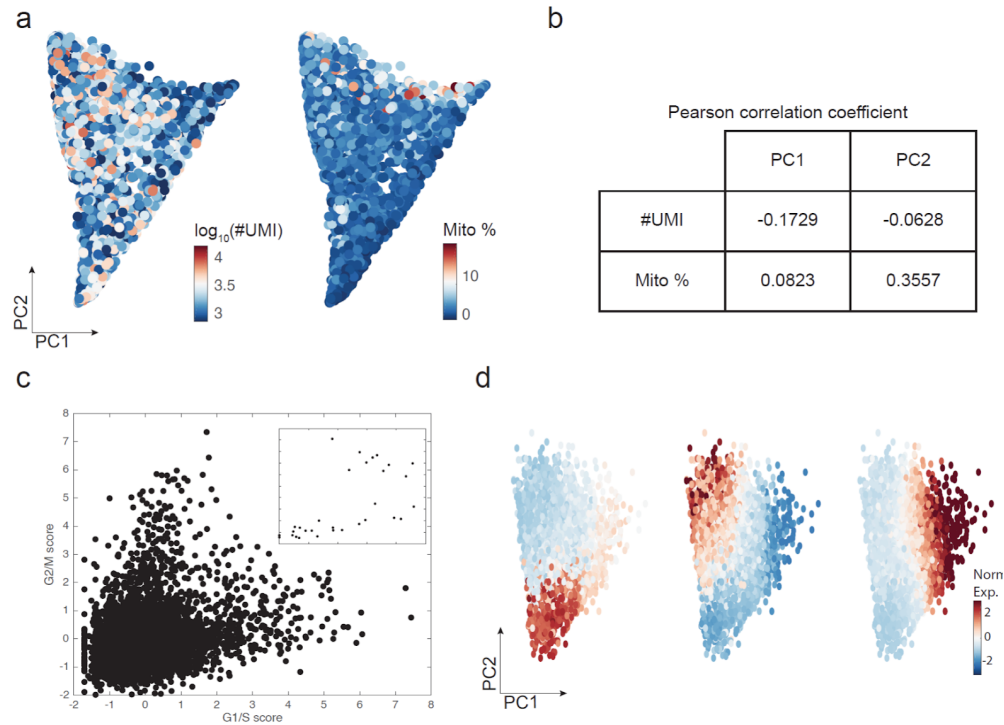 a
log10(#UMI)
4
3.5
3
Mito %
10
0
PC2
PC1
b
Pearson correlation coefficient
PC1 PC2
#UMI -0.1729 -0.0628
Mito % 0.0823 0.3557
c
8
7
6
5
4
3
2
1
0
-1
-2
G2/M score
-2 -1 0 1 2 3 4 5 6 7 8
G1/S score
d
PC2
PC1
Norm
Exp.
2
0
-2